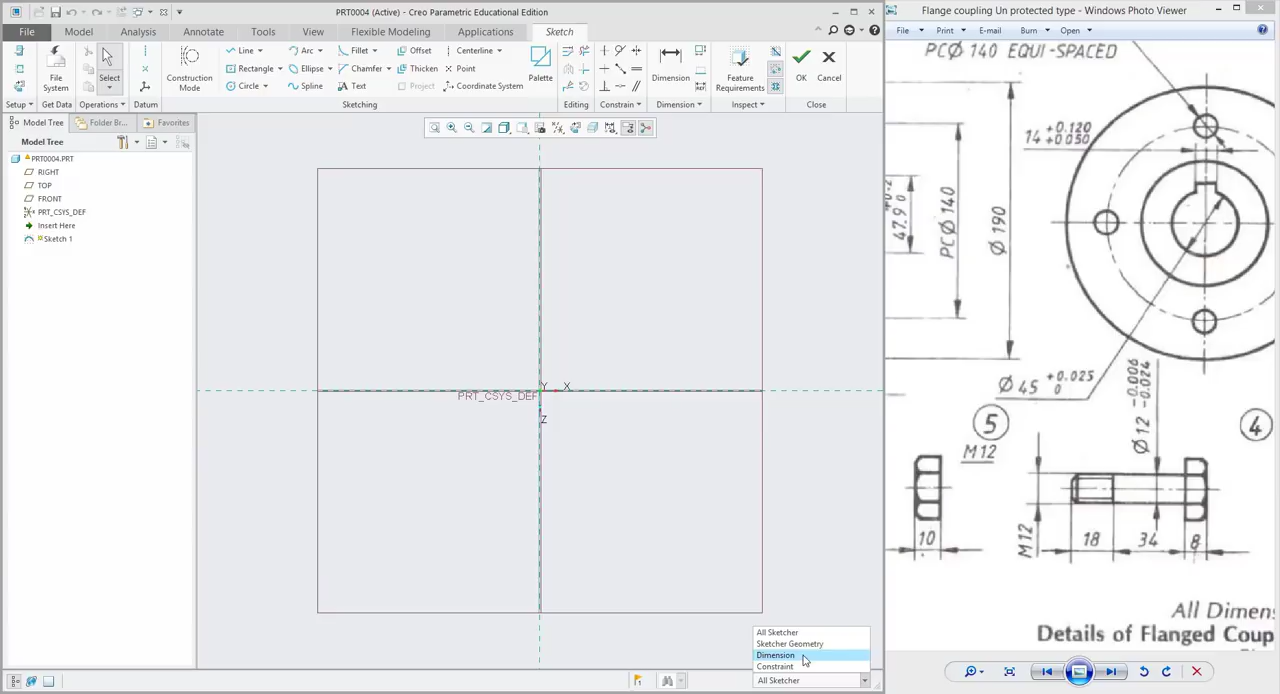 PRT0004 (Active) - Creo Parametric Educational Edition
File Model Analysis Annotate Tools View Flexible Modeling Applications Sketch
File System
Select
Construction Mode
Line Arc Fillet Offset Centerline
Rectangle Ellipse Chamfer Thicken Point
Circle Spline Text Project Coordinate System
Palette
Dimension
Feature Requirements
OK
Cancel
Setup Get Data Operations Datum Sketching Editing Constrain Dimension Inspect Close
Model Tree Folder Br... Favorites
Model Tree
PRT0004.PRT
RIGHT
TOP
FRONT
PRT_CSYS_DEF
Insert Here
Sketch 1
Y
X
PRT_CSYS_DEF
Z
All Sketcher
Sketcher Geometry
Dimension
Constraint
All Sketcher
Flange coupling Un protected type - Windows Photo Viewer
File Print E-mail Burn Open
PCØ 140 EQUI-SPACED
14 +0.120 +0.050
47.9
0
PCØ 140
Ø 190
Ø 45 +0.025 0
Ø 12 -0.006 -0.024
5
4
M12
M12
10
18
34
8
All Dimen
Details of Flanged Coup